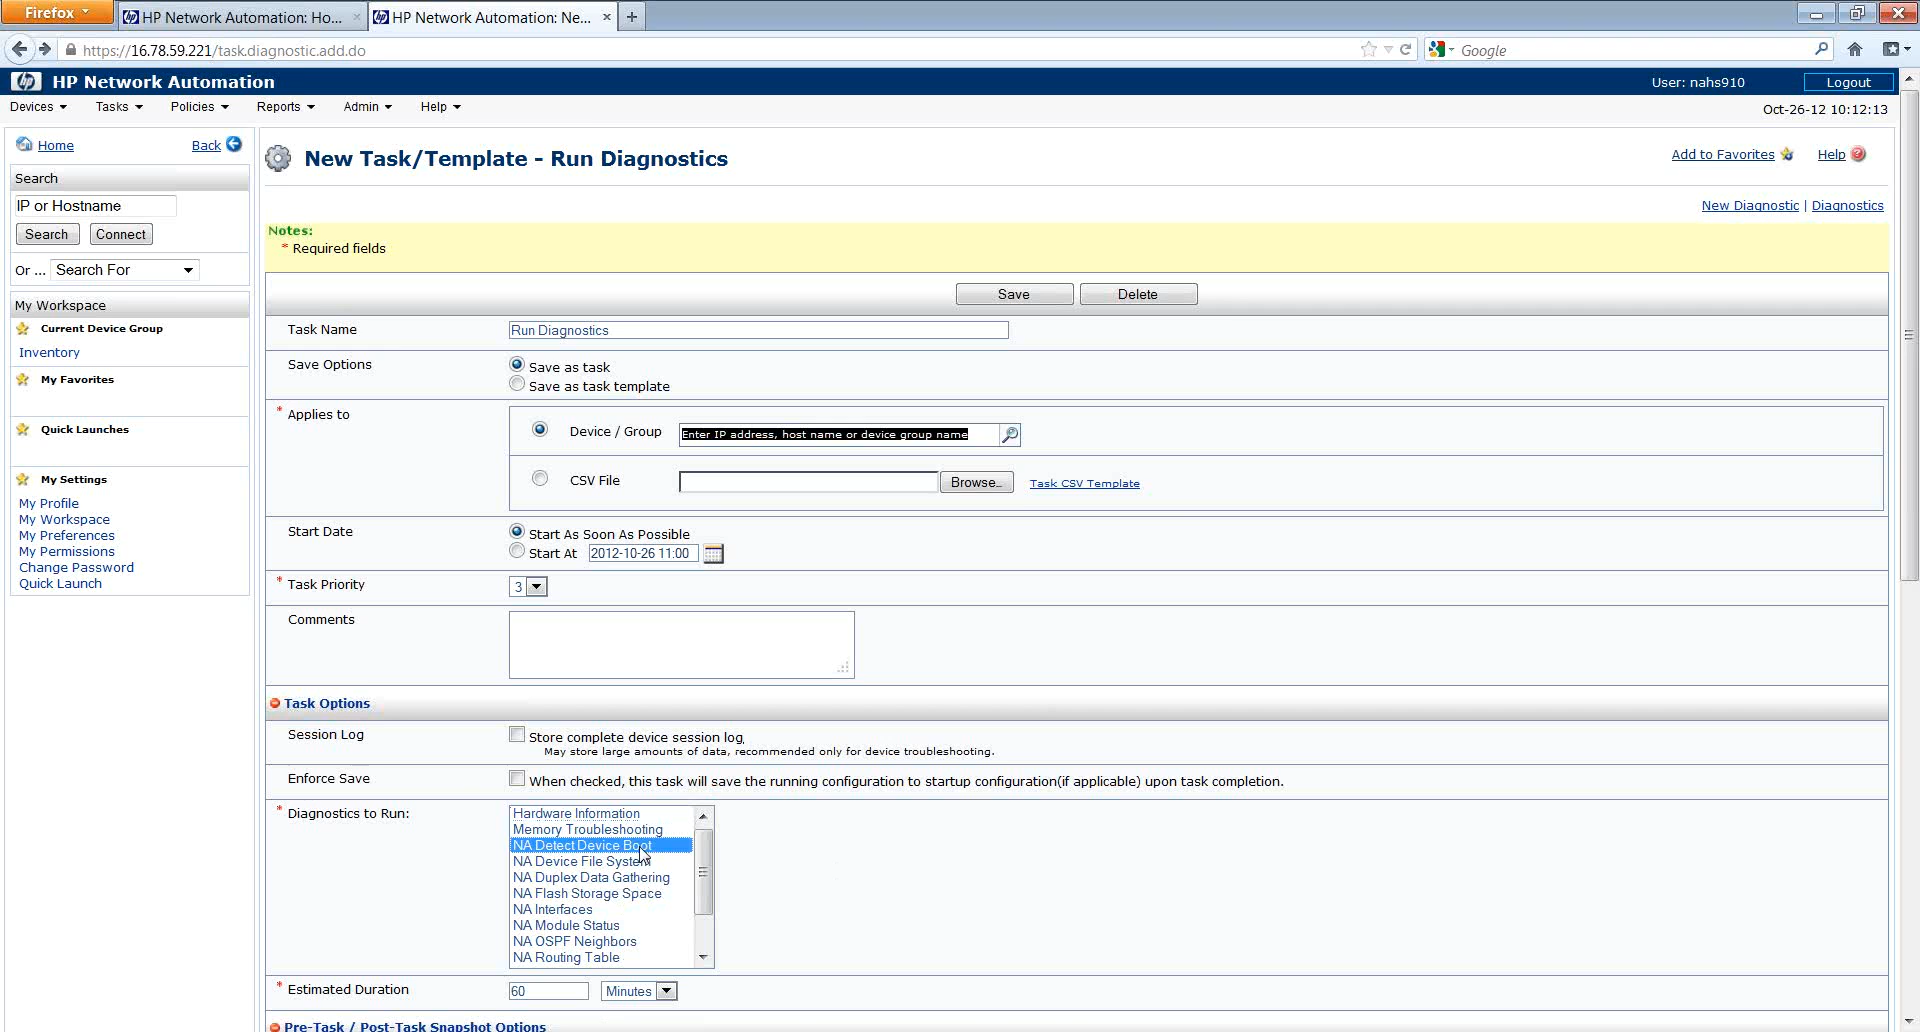 Firefox
HP Network Automation: Ho...
HP Network Automation: Ne...
https://16.78.59.221/task.diagnostic.add.do
Google
hp HP Network Automation
User: nahs910
Logout
Devices Tasks Policies Reports Admin Help
Oct-26-12 10:12:13
Home
Back
Search
IP or Hostname
Search
Connect
Or ... Search For
My Workspace
Current Device Group
Inventory
My Favorites
Quick Launches
My Settings
My Profile
My Workspace
My Preferences
My Permissions
Change Password
Quick Launch
New Task/Template - Run Diagnostics
Add to Favorites
Help
New Diagnostic | Diagnostics
Notes:
* Required fields
Save
Delete
Task Name
Run Diagnostics
Save Options
Save as task
Save as task template
* Applies to
Device / Group
Enter IP address, host name or device group name
CSV File
Browse...
Task CSV Template
Start Date
Start As Soon As Possible
Start At 2012-10-26 11:00
* Task Priority
3
Comments
Task Options
Session Log
Store complete device session log.
May store large amounts of data, recommended only for device troubleshooting.
Enforce Save
When checked, this task will save the running configuration to startup configuration(if applicable) upon task completion.
* Diagnostics to Run:
Hardware Information
Memory Troubleshooting
NA Detect Device Boot
NA Device File System
NA Duplex Data Gathering
NA Flash Storage Space
NA Interfaces
NA Module Status
NA OSPF Neighbors
NA Routing Table
* Estimated Duration
60
Minutes
Pre-Task / Post-Task Snapshot Options